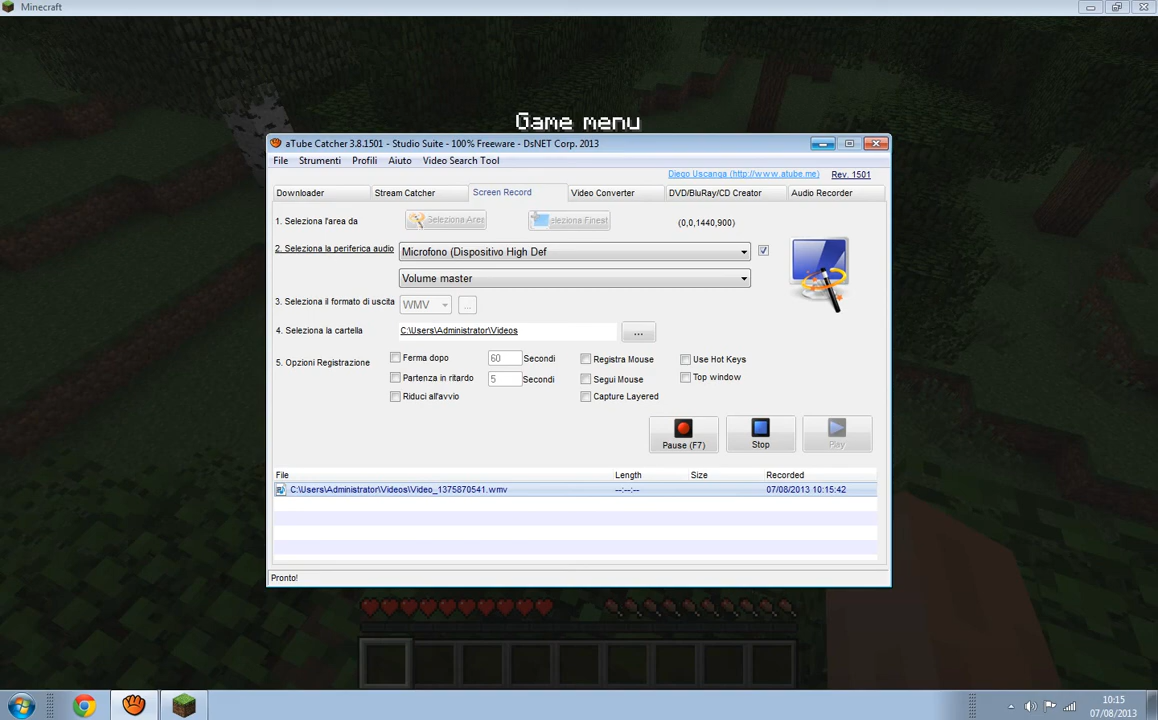 Minecraft
Game menu
aTube Catcher 3.8.1501 - Studio Suite - 100% Freeware - DsNET Corp. 2013
File Strumenti Profili Aiuto Video Search Tool
Diego Uscanga (http://www.atube.me) Rev. 1501
Downloader Stream Catcher Screen Record Video Converter DVD/BluRay/CD Creator Audio Recorder
1. Seleziona l'area da Seleziona Area eleziona Finest (0,0,1440,900)
2. Seleziona la periferica audio Microfono (Dispositivo High Def
Volume master
3. Seleziona il formato di uscita WMV ...
4. Seleziona la cartella C:\Users\Administrator\Videos ...
5. Opzioni Registrazione Ferma dopo 60 Secondi Registra Mouse Use Hot Keys
Partenza in ritardo 5 Secondi Segui Mouse Top window
Riduci all'avvio Capture Layered
Pause (F7) Stop Play
File Length Size Recorded
C:\Users\Administrator\Videos\Video_1375870541.wmv --:--:-- 07/08/2013 10:15:42
Pronto!
10:15
07/08/2013